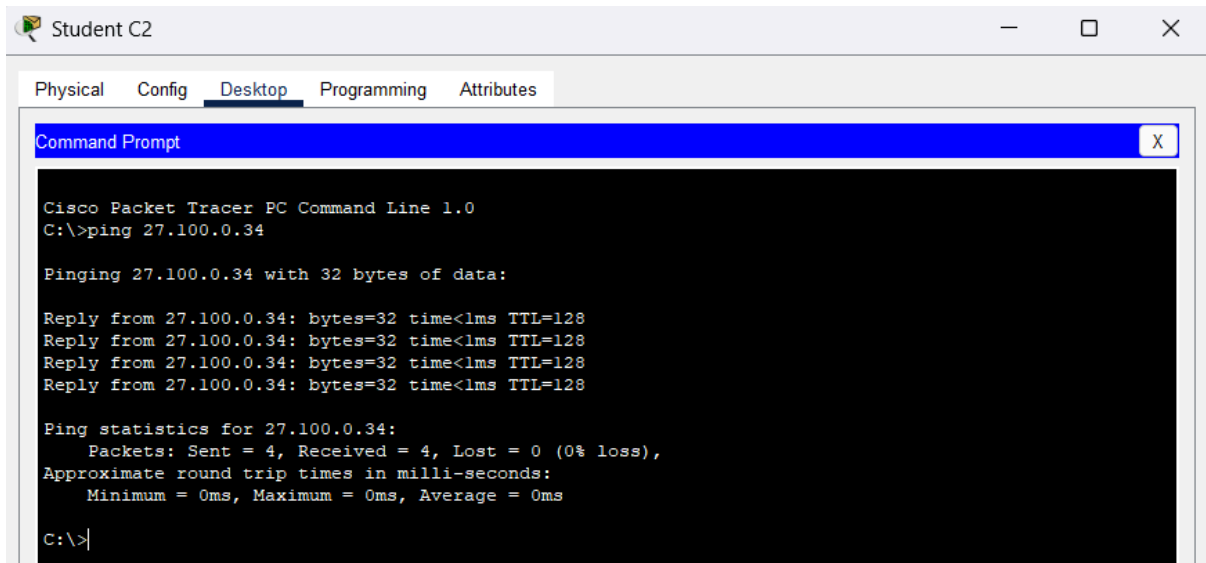 Student C2
Physical Config Desktop Programming Attributes
Command Prompt
X
Cisco Packet Tracer PC Command Line 1.0
C:\>ping 27.100.0.34
Pinging 27.100.0.34 with 32 bytes of data:
Reply from 27.100.0.34: bytes=32 time<1ms TTL=128
Reply from 27.100.0.34: bytes=32 time<1ms TTL=128
Reply from 27.100.0.34: bytes=32 time<1ms TTL=128
Reply from 27.100.0.34: bytes=32 time<1ms TTL=128
Ping statistics for 27.100.0.34:
Packets: Sent = 4, Received = 4, Lost = 0 (0% loss),
Approximate round trip times in milli-seconds:
Minimum = 0ms, Maximum = 0ms, Average = 0ms
C:\>